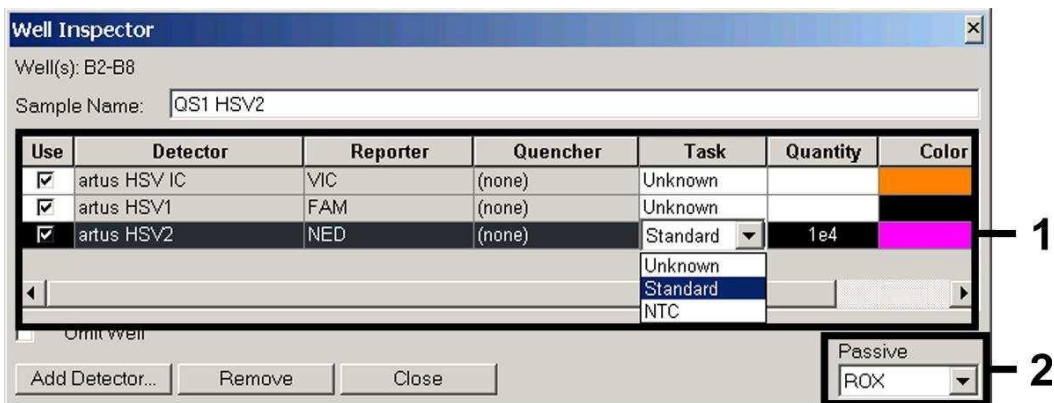 Well Inspector
Well(s): B2-B8
Sample Name: QS1 HSV2
Use Detector Reporter Quencher Task Quantity Color
artus HSV IC VIC (none) Unknown
artus HSV1 FAM (none) Unknown
artus HSV2 NED (none) Standard 1e4
1
Unknown
Standard
NTC
Omit Well
Passive
Add Detector... Remove Close ROX
2